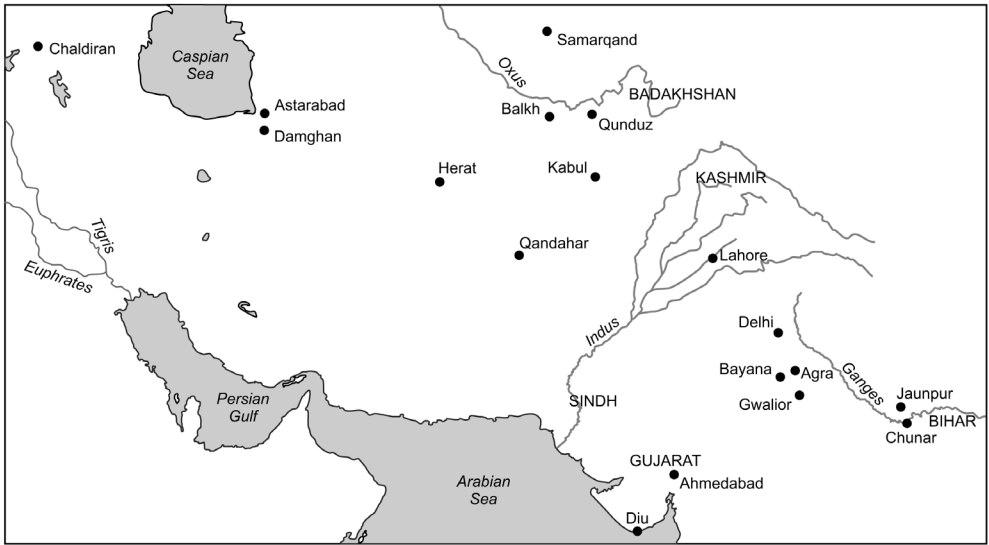 Chaldiran
Caspian
Sea
Samarqand
Oxus
BADAKHSHAN
Astarabad
Balkh
Qunduz
Damghan
Herat
Kabul
KASHMIR
Tigris
Qandahar
Lahore
Euphrates
Indus
Delhi
Bayana
Agra
Ganges
Gwalior
Jaunpur
Persian
Gulf
SINDH
BIHAR
Chunar
GUJARAT
Ahmedabad
Arabian
Sea
Diu